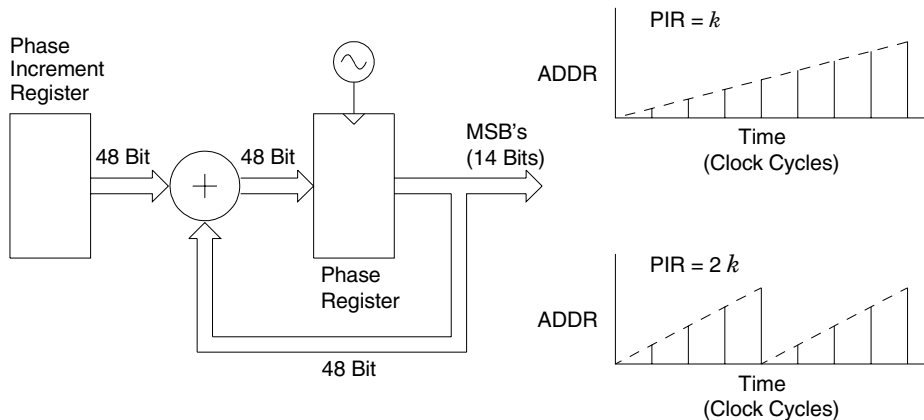 Phase
Increment
Register
48 Bit
48 Bit
+
Phase
Register
MSB's
(14 Bits)
48 Bit
PIR = k
ADDR
Time
(Clock Cycles)
PIR = 2 k
ADDR
Time
(Clock Cycles)